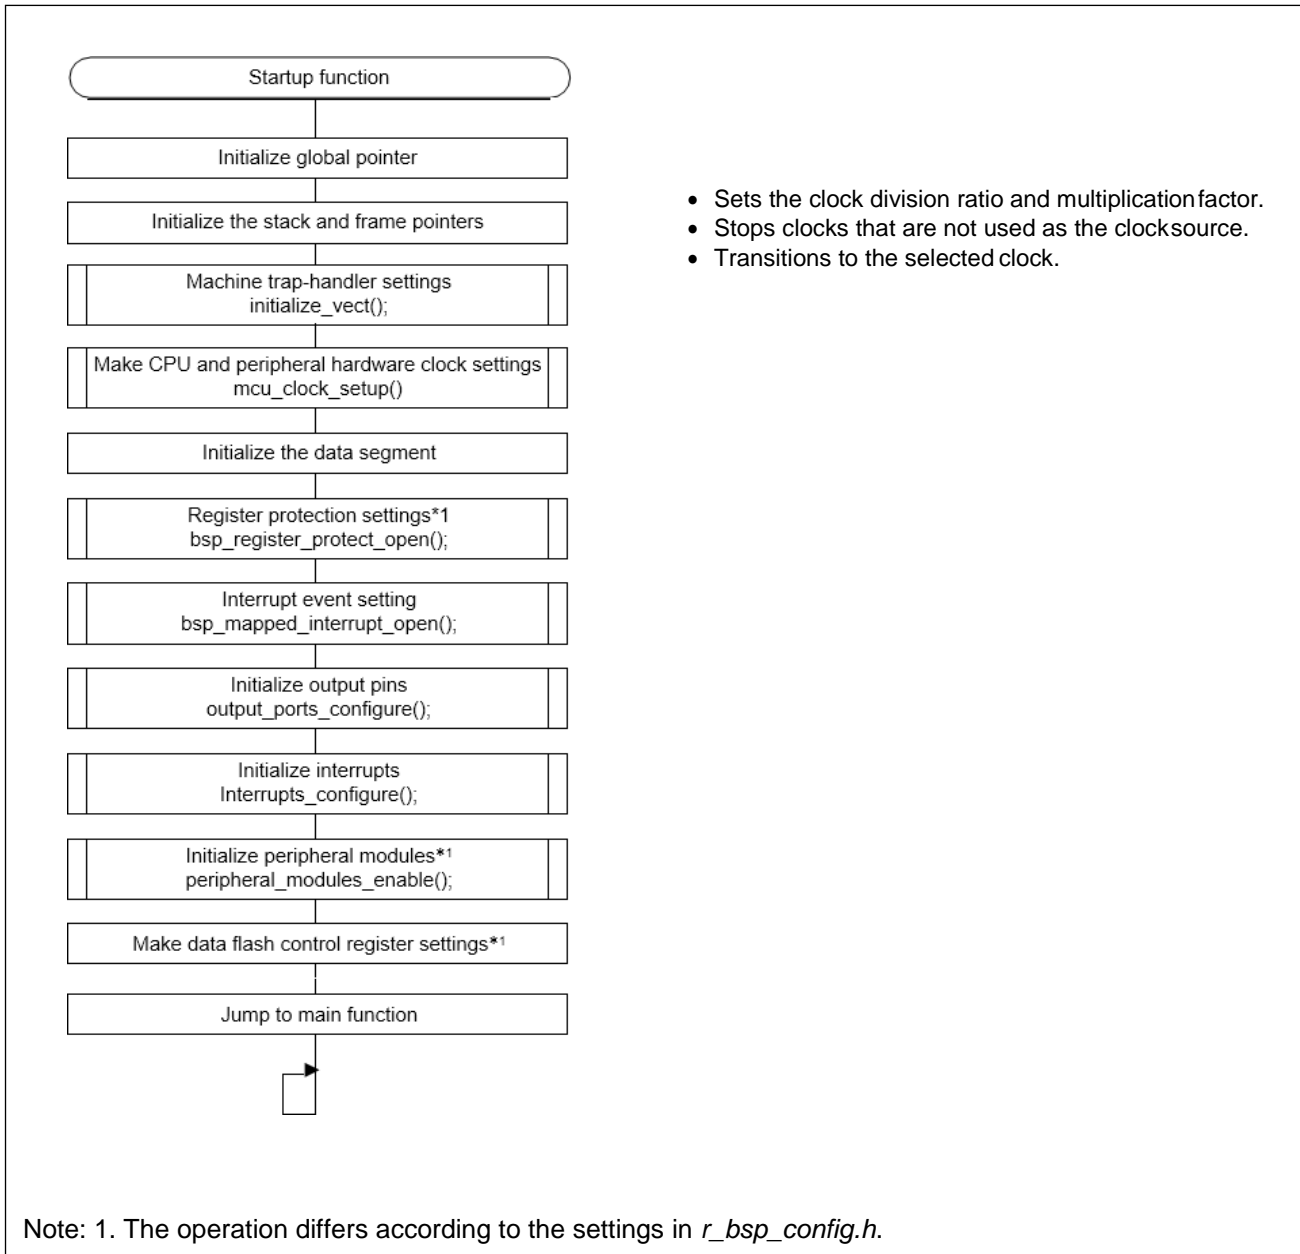 Startup function
Initialize global pointer
Initialize the stack and frame pointers
Machine trap-handler settings
initialize_vect();
Make CPU and peripheral hardware clock settings
mcu_clock_setup()
Initialize the data segment
Register protection settings*1
bsp_register_protect_open();
Interrupt event setting
bsp_mapped_interrupt_open();
Initialize output pins
output_ports_configure();
Initialize interrupts
Interrupts_configure();
Initialize peripheral modules*1
peripheral_modules_enable();
Make data flash control register settings*1
Jump to main function
• Sets the clock division ratio and multiplicationfactor.
• Stops clocks that are not used as the clocksource.
• Transitions to the selected clock.
Note: 1. The operation differs according to the settings in r_bsp_config.h.